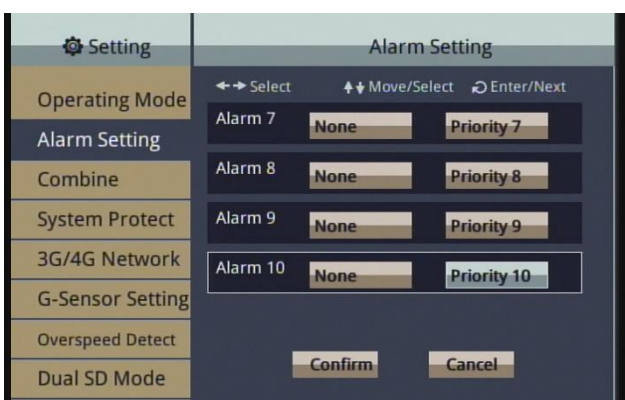 Setting
Alarm Setting
Operating Mode
Alarm Setting
Combine
System Protect
3G/4G Network
G-Sensor Setting
Overspeed Detect
Dual SD Mode
Select Move/Select Enter/Next
Alarm 7 None Priority 7
Alarm 8 None Priority 8
Alarm 9 None Priority 9
Alarm 10 None Priority 10
Confirm Cancel